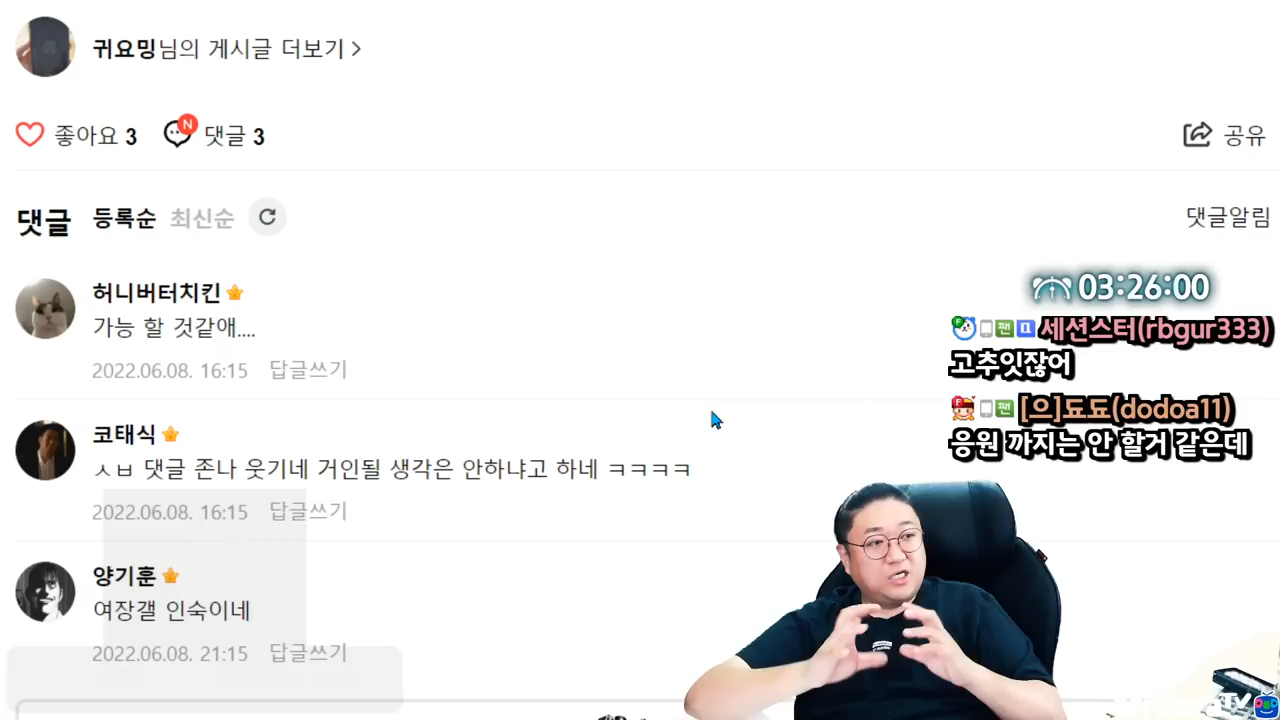 귀요밍님의 게시글 더보기 >
좋아요 3 N 댓글 3
공유
댓글 등록순 최신순
댓글알림
허니버터치킨
가능 할 것같애....
2022.06.08. 16:15 답글쓰기
코태식
ㅅㅂ 댓글 존나 웃기네 거인될 생각은 안하냐고 하네 ㅋㅋㅋㅋ
2022.06.08. 16:15 답글쓰기
양기훈
여장갤 인숙이네
2022.06.08. 21:15 답글쓰기
03:26:00
F 팬 세션스터(rbgur333)
고추잇잖어
F 팬 [으]됴됴(dodoa11)
응원 까지는 안 할거 같은데
TV